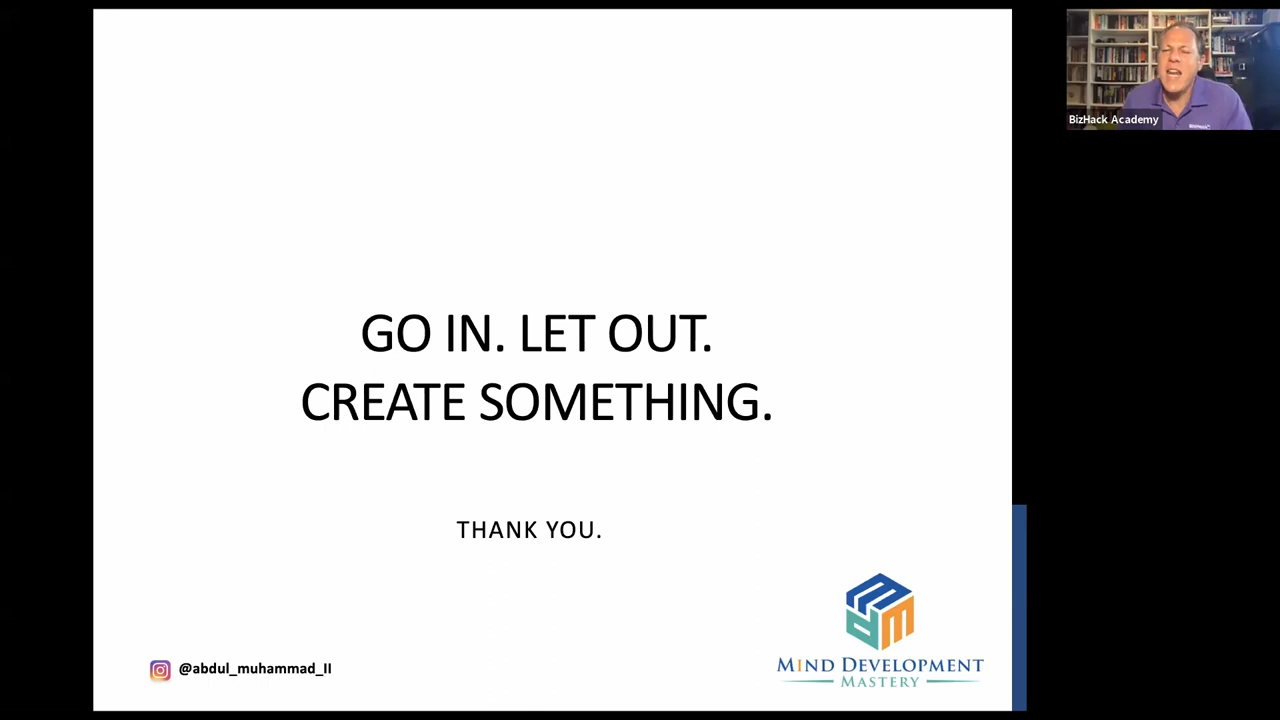 GO IN. LET OUT.
CREATE SOMETHING.
THANK YOU.
@abdul_muhammad_II
MIND DEVELOPMENT
MASTERY
BizHack Academy